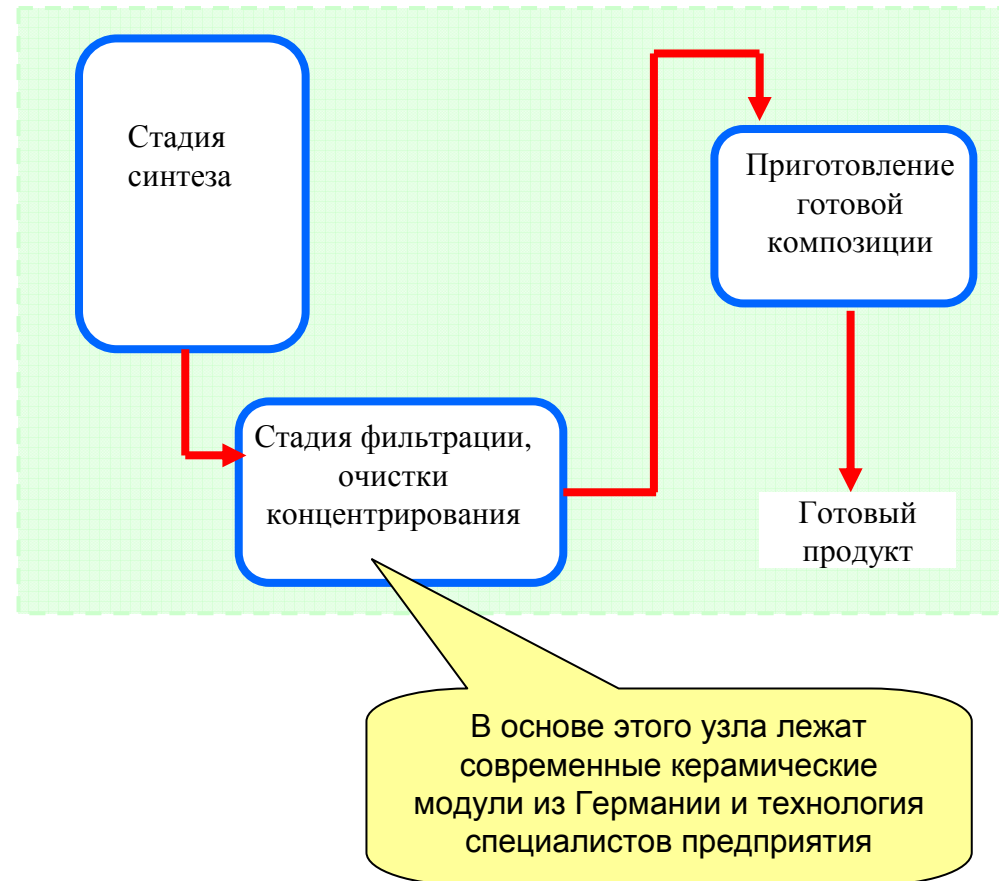 Стадия
синтеза
Стадия фильтрации,
очистки
концентрирования
Приготовление
готовой
композиции
Готовый
продукт
В основе этого узла лежат
современные керамические
модули из Германии и технология
специалистов предприятия